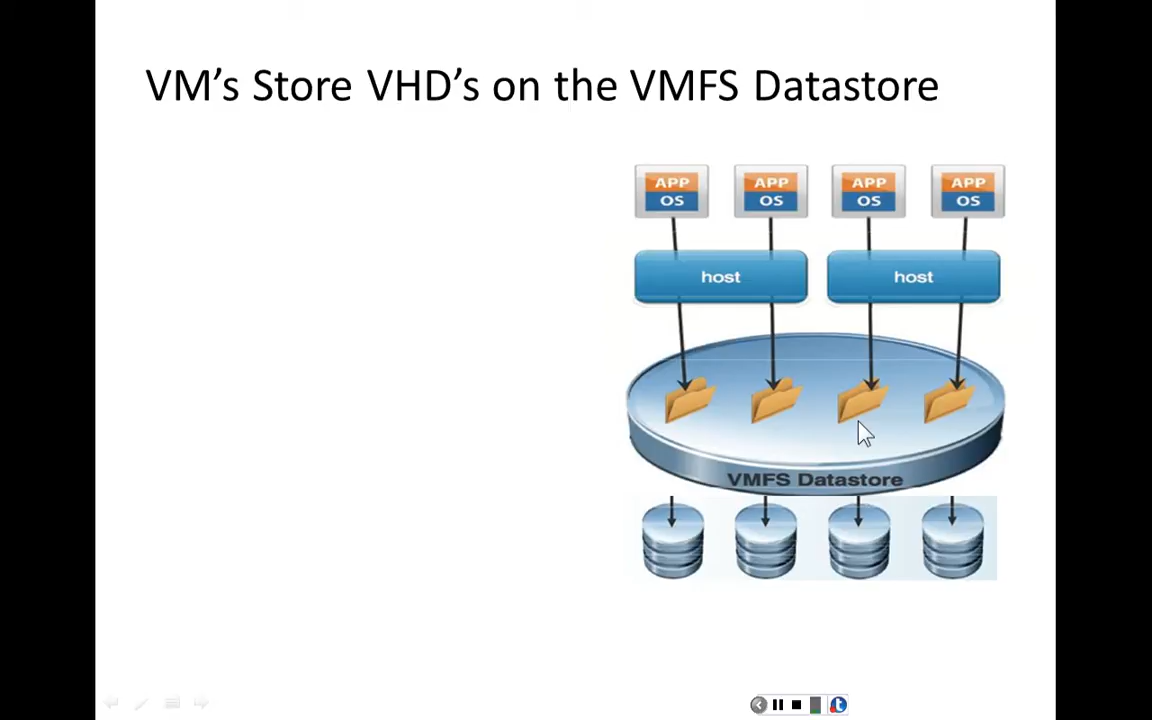 VM’s Store VHD’s on the VMFS Datastore
APP APP APP APP
OS OS OS OS
host host
VMFS Datastore